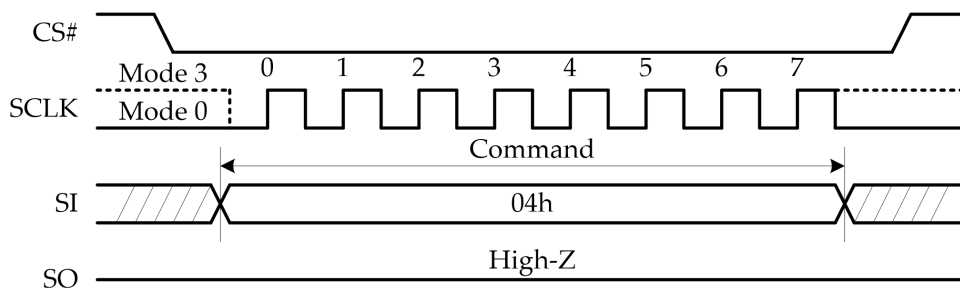 CS#
Mode 3
0 1 2 3 4 5 6 7
SCLK
Mode 0
Command
SI
04h
High-Z
SO